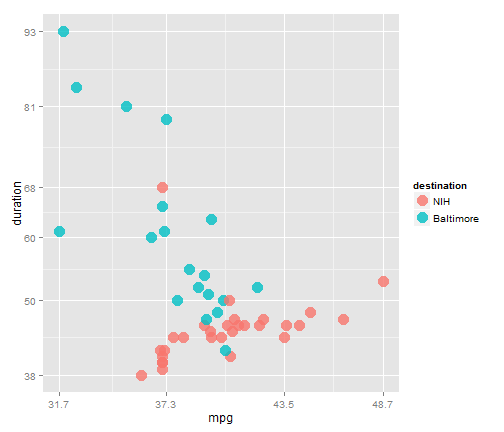 93
81
68
60
50
38
duration
31.7 37.3 43.5 48.7
mpg
destination
NIH
Baltimore